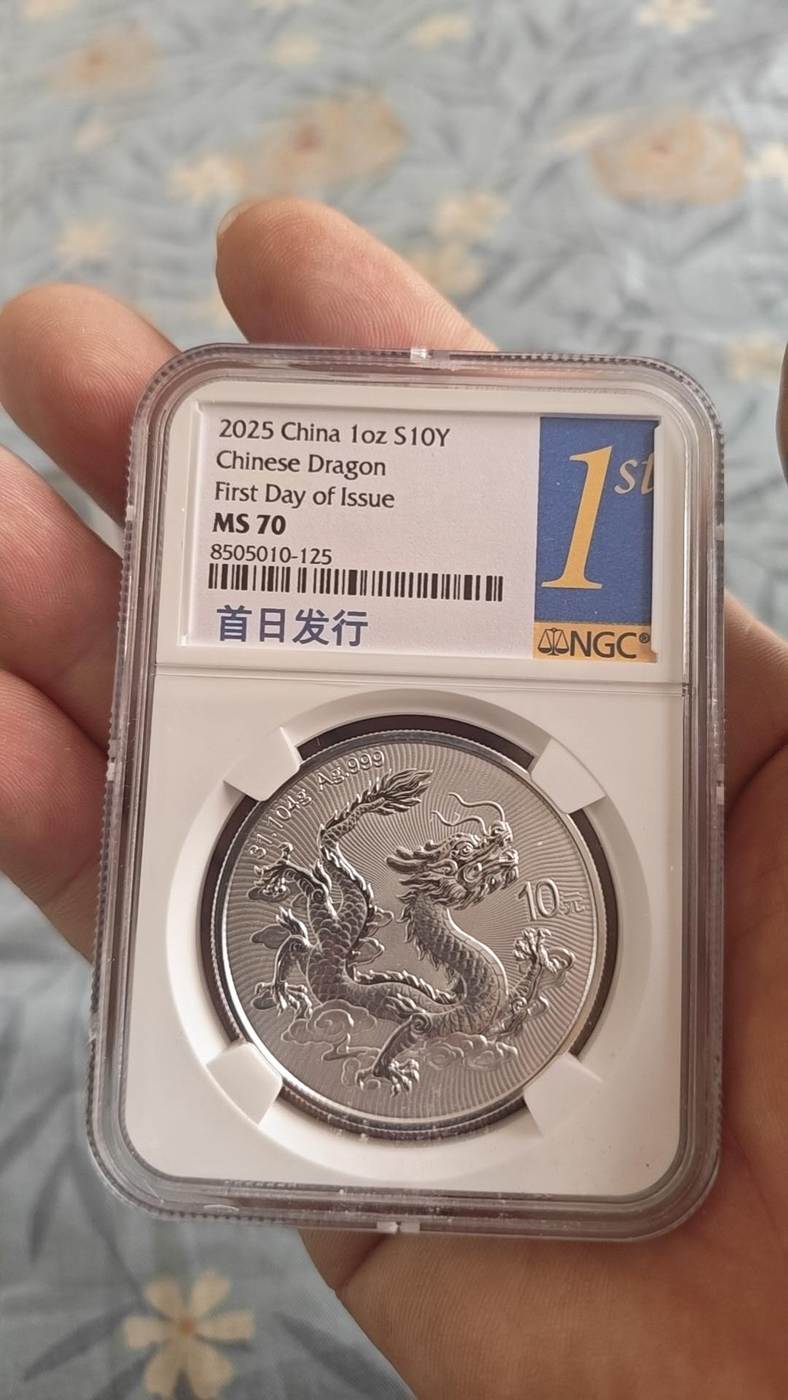 2025 China 1oz S10Y
Chinese Dragon
First Day of Issue
MS 70
8505010-125
首日发行
1st
NGC®
31.104g Ag.999
10元